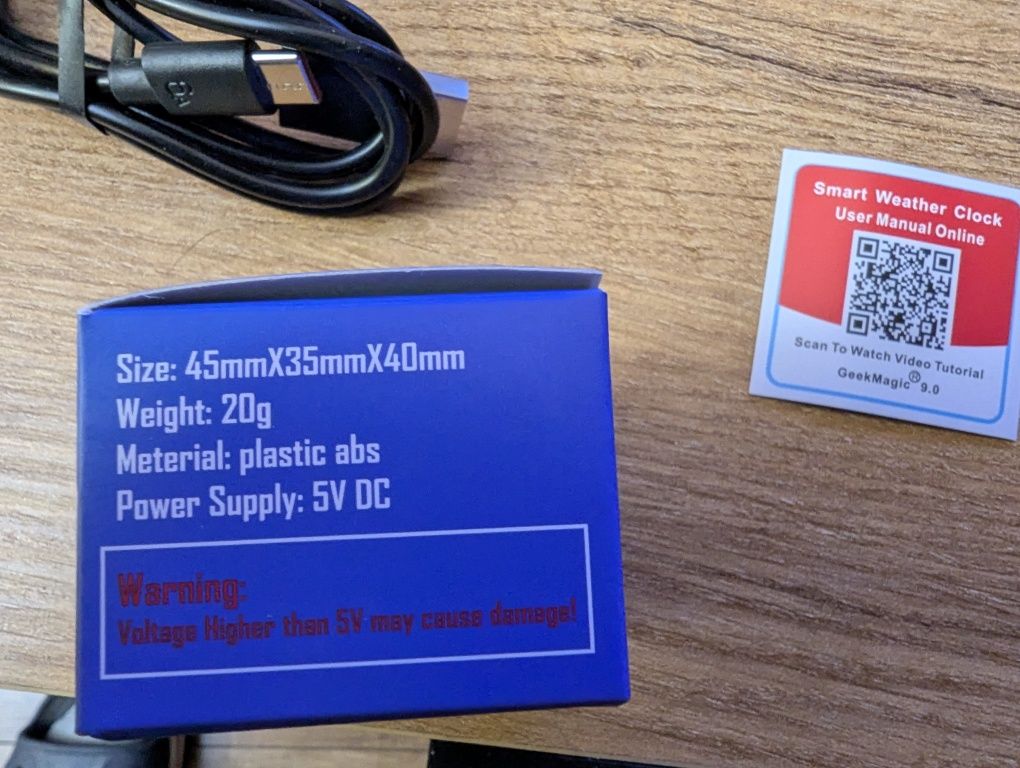 Size: 45mmX35mmX40mm
Weight: 20g
Meterial: plastic abs
Power Supply: 5V DC
Warning:
Voltage Higher than 5V may cause damage!
Smart Weather Clock
User Manual Online
Scan To Watch Video Tutorial
GeekMagic® 9.0